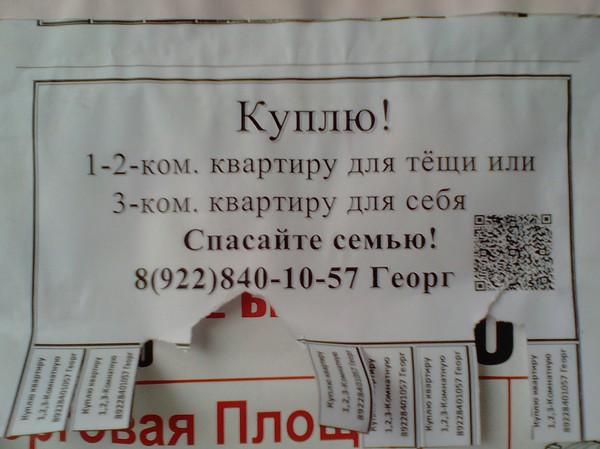 Куплю!
1-2-ком. квартиру для тёщи или
3-ком. квартиру для себя
Спасайте семью!
8(922)840-10-57 Георг
Куплю квартиру
1,2,3-Комнатную
89228401057 Георг
Куплю квартиру
1,2,3-Комнатную
89228401057 Георг
Куплю квартиру
1,2,3-Комнатную
89228401057 Георг
квартиру
1,2,3-Комнатную
89228401057 Георг
Куплю квартиру
1,2,3-Комнатную
89228401057 Георг
Куплю квартиру
1,2,3-Комнатную
89228401057 Георг
Куплю квартиру
1,2,3-Комнатную
89228401057 Георг
орговая Площ